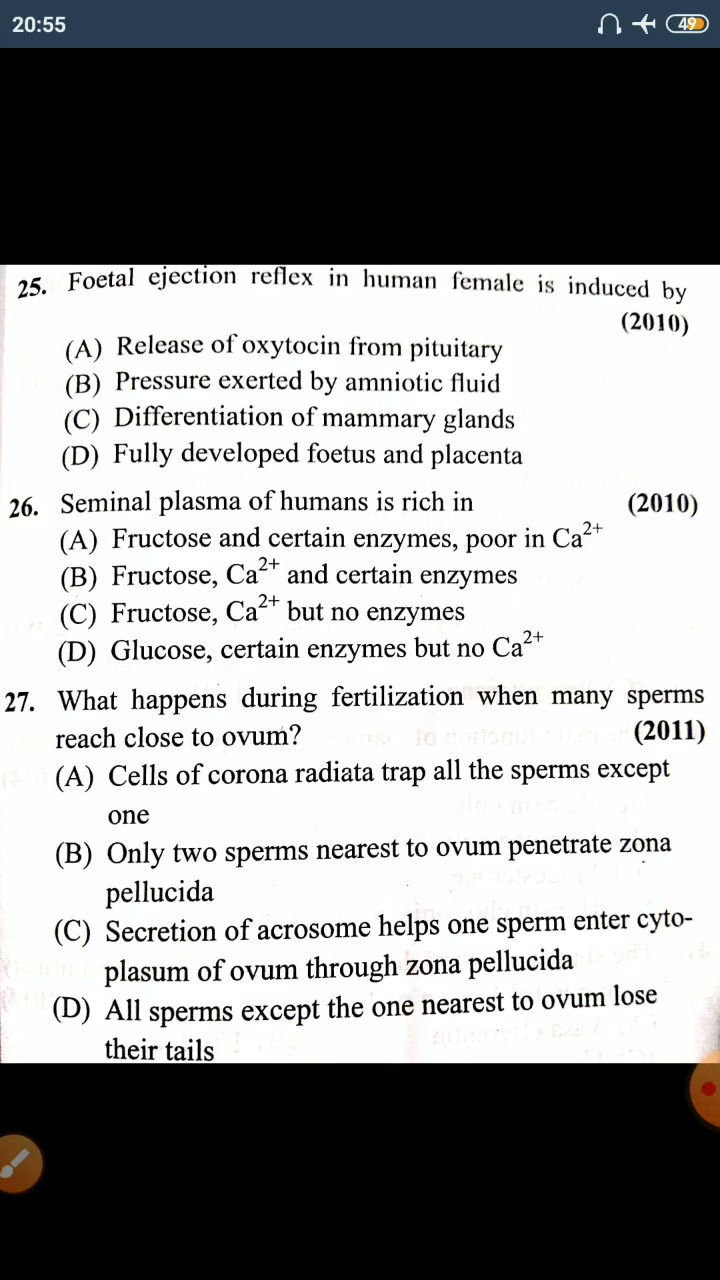 20:55
49
25. Foetal ejection reflex in human female is induced by
(2010)
(A) Release of oxytocin from pituitary
(B) Pressure exerted by amniotic fluid
(C) Differentiation of mammary glands
(D) Fully developed foetus and placenta
26. Seminal plasma of humans is rich in (2010)
(A) Fructose and certain enzymes, poor in Ca²⁺
(B) Fructose, Ca²⁺ and certain enzymes
(C) Fructose, Ca²⁺ but no enzymes
(D) Glucose, certain enzymes but no Ca²⁺
27. What happens during fertilization when many sperms
reach close to ovum? (2011)
(A) Cells of corona radiata trap all the sperms except
one
(B) Only two sperms nearest to ovum penetrate zona
pellucida
(C) Secretion of acrosome helps one sperm enter cyto-
plasum of ovum through zona pellucida
(D) All sperms except the one nearest to ovum lose
their tails